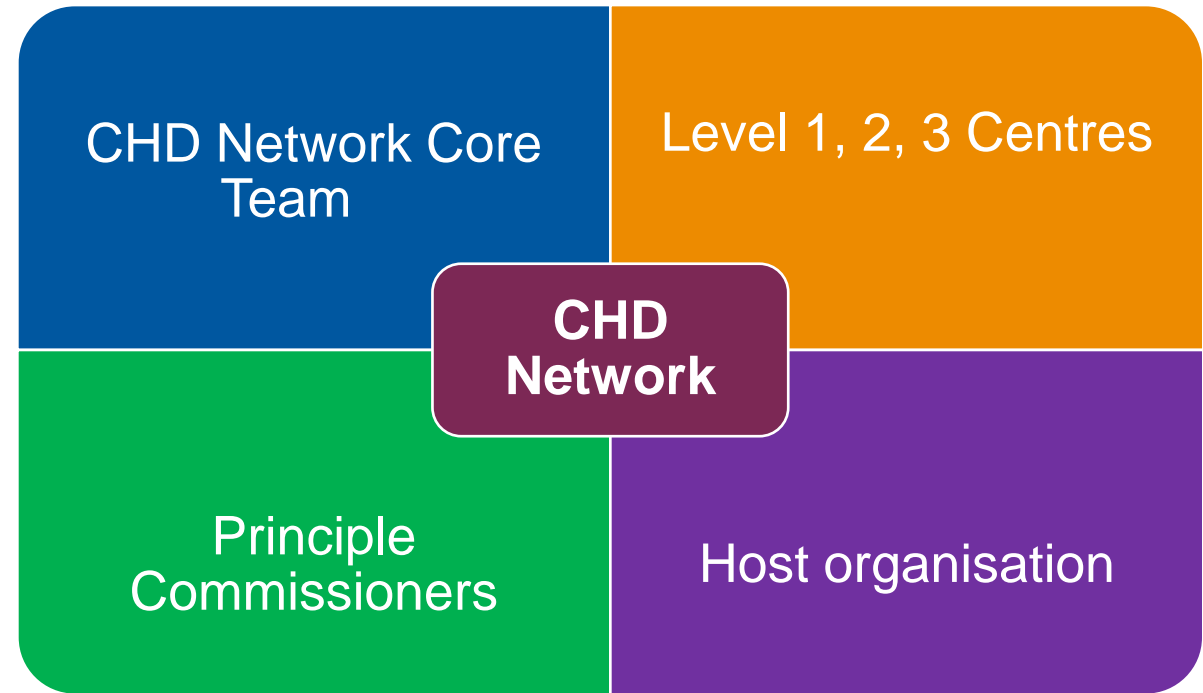 CHD Network Core
Team
Level 1, 2, 3 Centres
CHD
Network
Principle
Commissioners
Host organisation